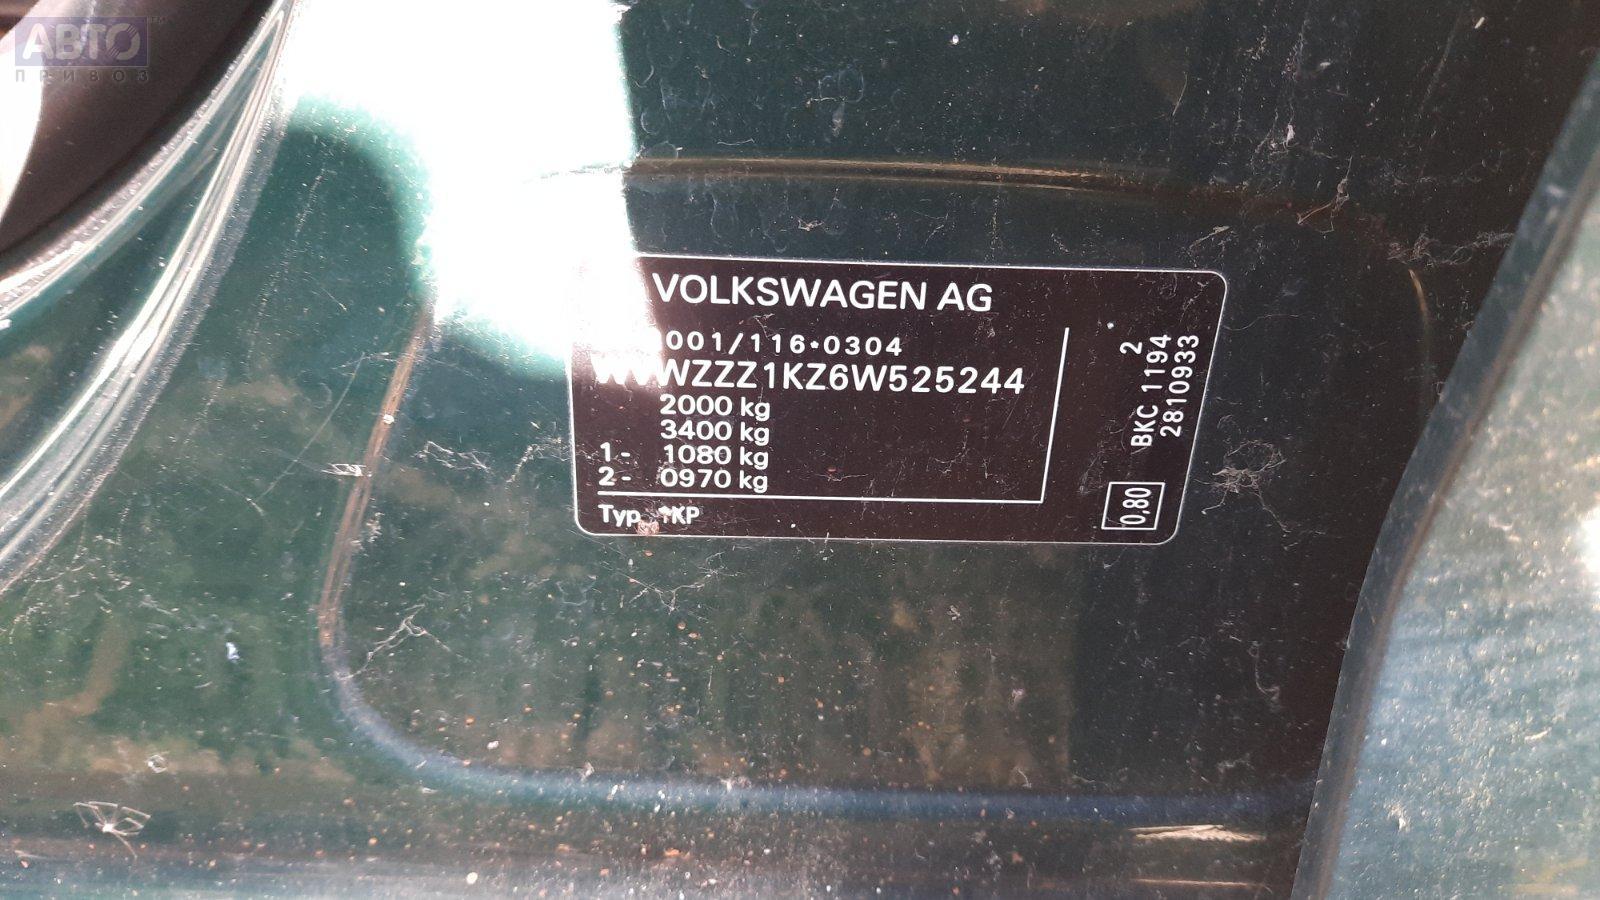 АВТО™
ПРИВОЗ
VOLKSWAGEN AG
001/116·0304
WVWZZZ1KZ6W525244
2000 kg
3400 kg
1- 1080 kg
2- 0970 kg
Typ 1KP
2
BKC 1194
2810933
0,80